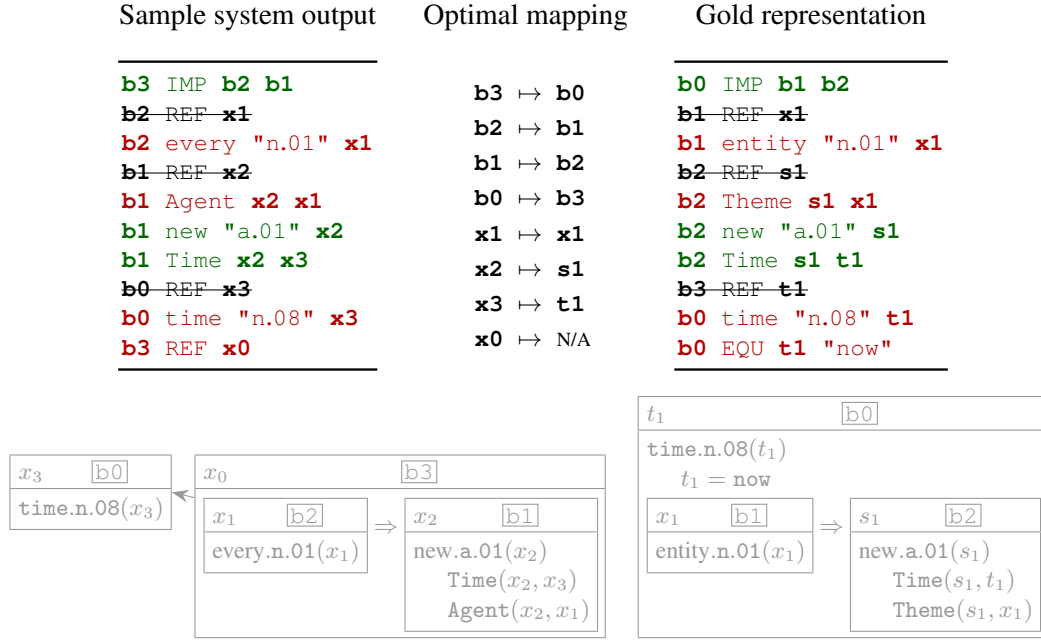 Sample system output
Optimal mapping
Gold representation
b3 IMP b2 b1
b2 REF x1
b2 every "n.01" x1
b1 REF x2
b1 Agent x2 x1
b1 new "a.01" x2
b1 Time x2 x3
b0 REF x3
b0 time "n.08" x3
b3 REF x0
b3 ↦ b0
b2 ↦ b1
b1 ↦ b2
b0 ↦ b3
x1 ↦ x1
x2 ↦ s1
x3 ↦ t1
x0 ↦ N/A
b0 IMP b1 b2
b1 REF x1
b1 entity "n.01" x1
b2 REF s1
b2 Theme s1 x1
b2 new "a.01" s1
b2 Time s1 t1
b3 REF t1
b0 time "n.08" t1
b0 EQU t1 "now"
x₃ b0
time.n.08(x₃)
x₀ b3
x₁ b2
every.n.01(x₁)
⇒
x₂ b1
new.a.01(x₂)
Time(x₂, x₃)
Agent(x₂, x₁)
t₁ b0
time.n.08(t₁)
t₁ = now
x₁ b1
entity.n.01(x₁)
⇒
s₁ b2
new.a.01(s₁)
Time(s₁, t₁)
Theme(s₁, x₁)